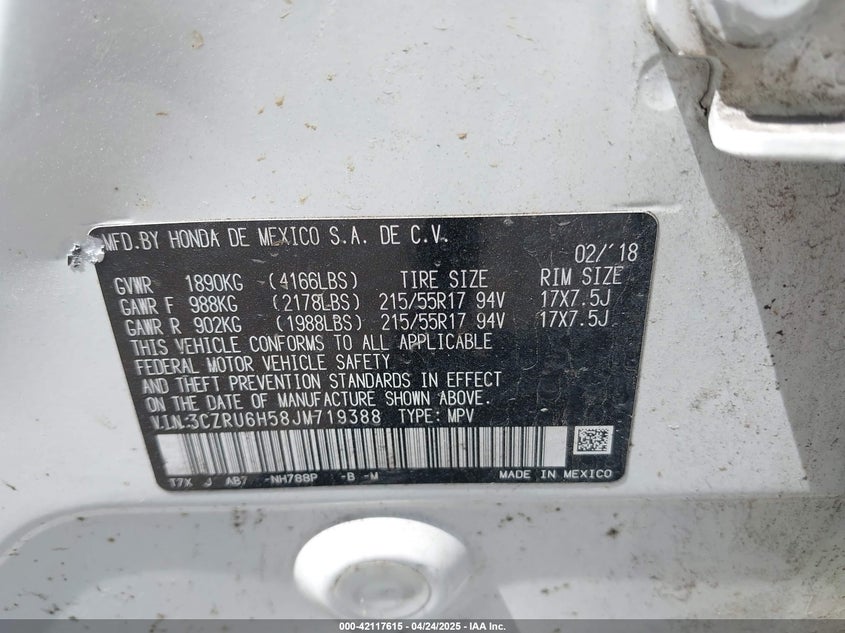 MFD.BY HONDA DE MEXICO S.A. DE C.V.
02/'18
GVWR 1890KG (4166LBS) TIRE SIZE RIM SIZE
GAWR F 988KG (2178LBS) 215/55R17 94V 17X7.5J
GAWR R 902KG (1988LBS) 215/55R17 94V 17X7.5J
THIS VEHICLE CONFORMS TO ALL APPLICABLE
FEDERAL MOTOR VEHICLE SAFETY
AND THEFT PREVENTION STANDARDS IN EFFECT
ON THE DATE OF MANUFACTURE SHOWN ABOVE.
V.I.N:3CZRU6H58JM719388 TYPE: MPV
T7X J AB7 -NH788P -B -M MADE IN MEXICO
000-42117615 - 04/24/2025 - IAA Inc.